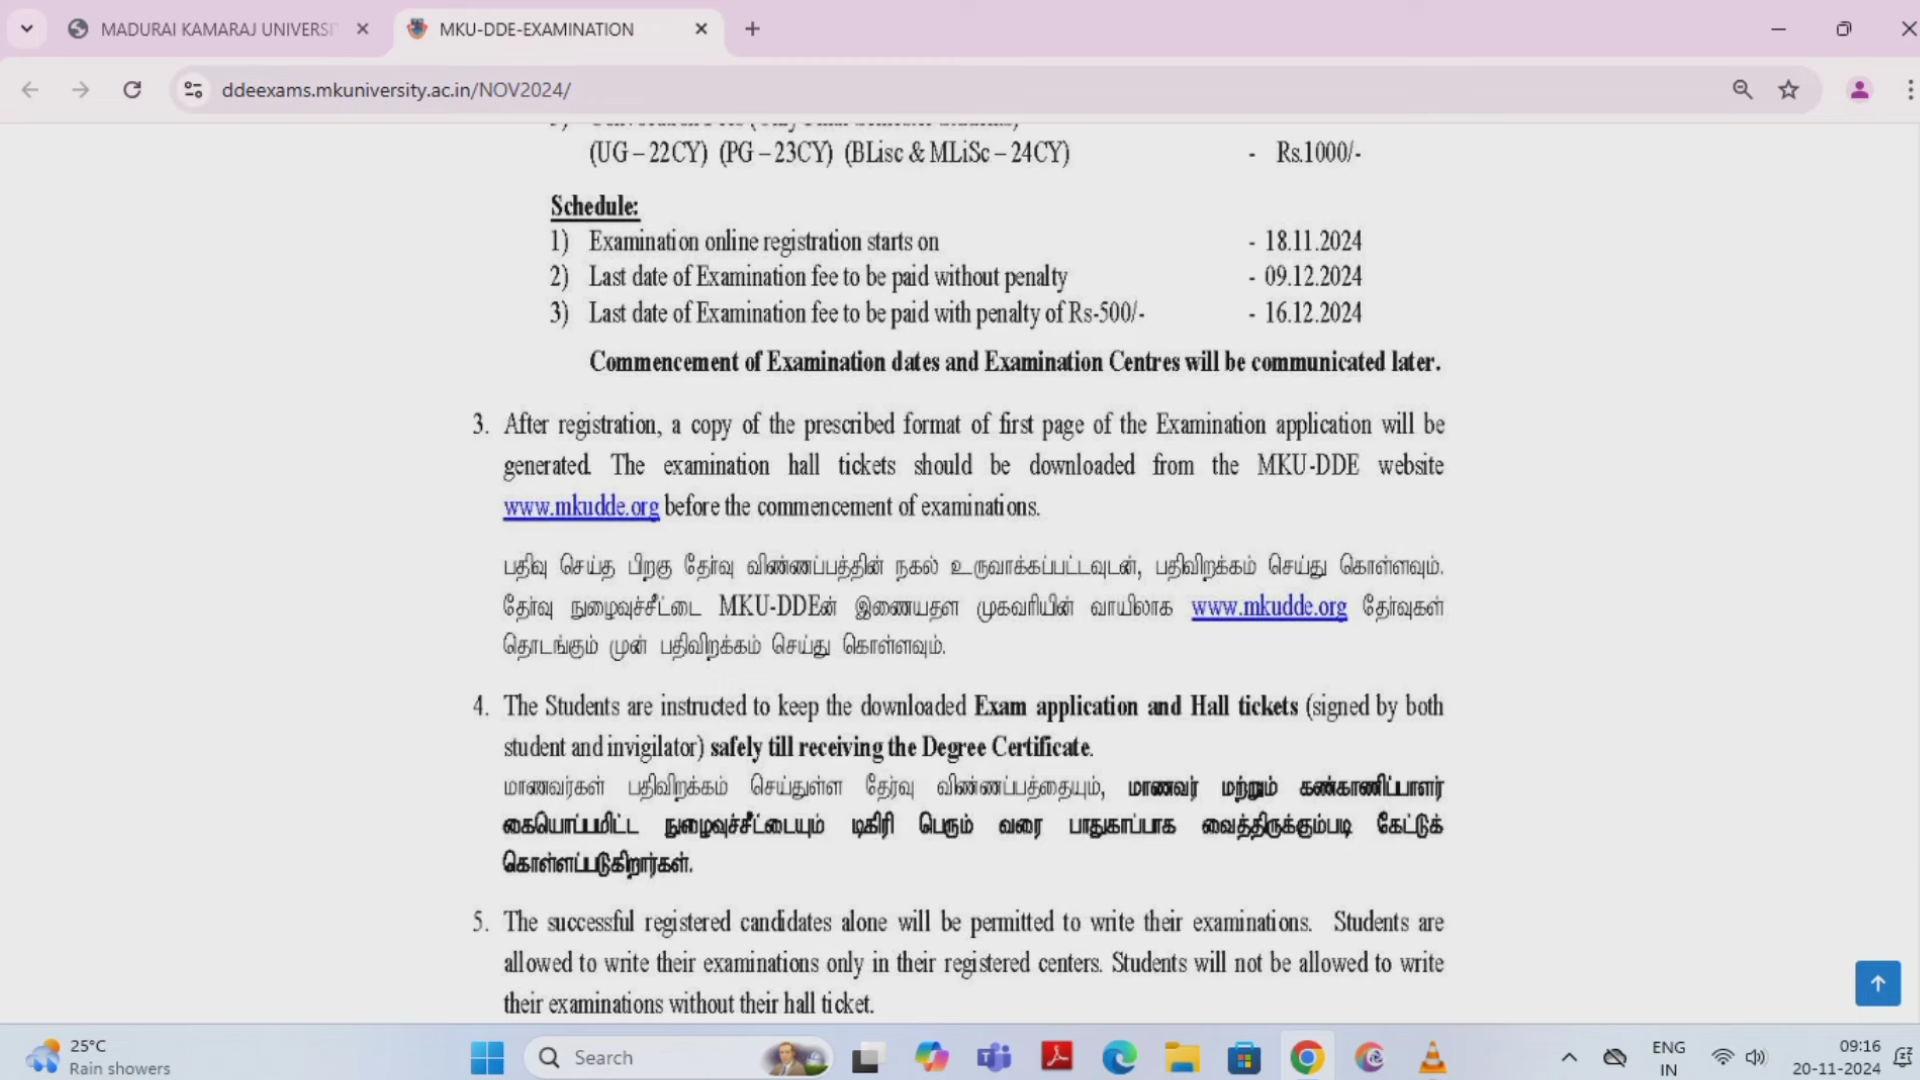 MADURAI KAMARAJ UNIVERSI
MKU-DDE-EXAMINATION
ddeexams.mkuniversity.ac.in/NOV2024/
(UG – 22CY) (PG – 23CY) (BLisc & MLiSc – 24CY) - Rs.1000/-
Schedule:
1) Examination online registration starts on - 18.11.2024
2) Last date of Examination fee to be paid without penalty - 09.12.2024
3) Last date of Examination fee to be paid with penalty of Rs-500/- - 16.12.2024
Commencement of Examination dates and Examination Centres will be communicated later.
3. After registration, a copy of the prescribed format of first page of the Examination application will be
generated. The examination hall tickets should be downloaded from the MKU-DDE website
www.mkudde.org before the commencement of examinations.
பதிவு செய்த பிறகு தேர்வு விண்ணப்பத்தின் நகல் உருவாக்கப்பட்டவுடன், பதிவிறக்கம் செய்து கொள்ளவும்.
தேர்வு நுழைவுச்சீட்டை MKU-DDEன் இணையதள முகவரியின் வாயிலாக www.mkudde.org தேர்வுகள்
தொடங்கும் முன் பதிவிறக்கம் செய்து கொள்ளவும்.
4. The Students are instructed to keep the downloaded Exam application and Hall tickets (signed by both
student and invigilator) safely till receiving the Degree Certificate.
மாணவர்கள் பதிவிறக்கம் செய்துள்ள தேர்வு விண்ணப்பத்தையும், மாணவர் மற்றும் கண்காணிப்பாளர்
கையொப்பமிட்ட நுழைவுச்சீட்டையும் டிகிரி பெரும் வரை பாதுகாப்பாக வைத்திருக்கும்படி கேட்டுக்
கொள்ளப்படுகிறார்கள்.
5. The successful registered candidates alone will be permitted to write their examinations. Students are
allowed to write their examinations only in their registered centers. Students will not be allowed to write
their examinations without their hall ticket.
25°C
Rain showers
Search
ENG
IN
09:16
20-11-2024